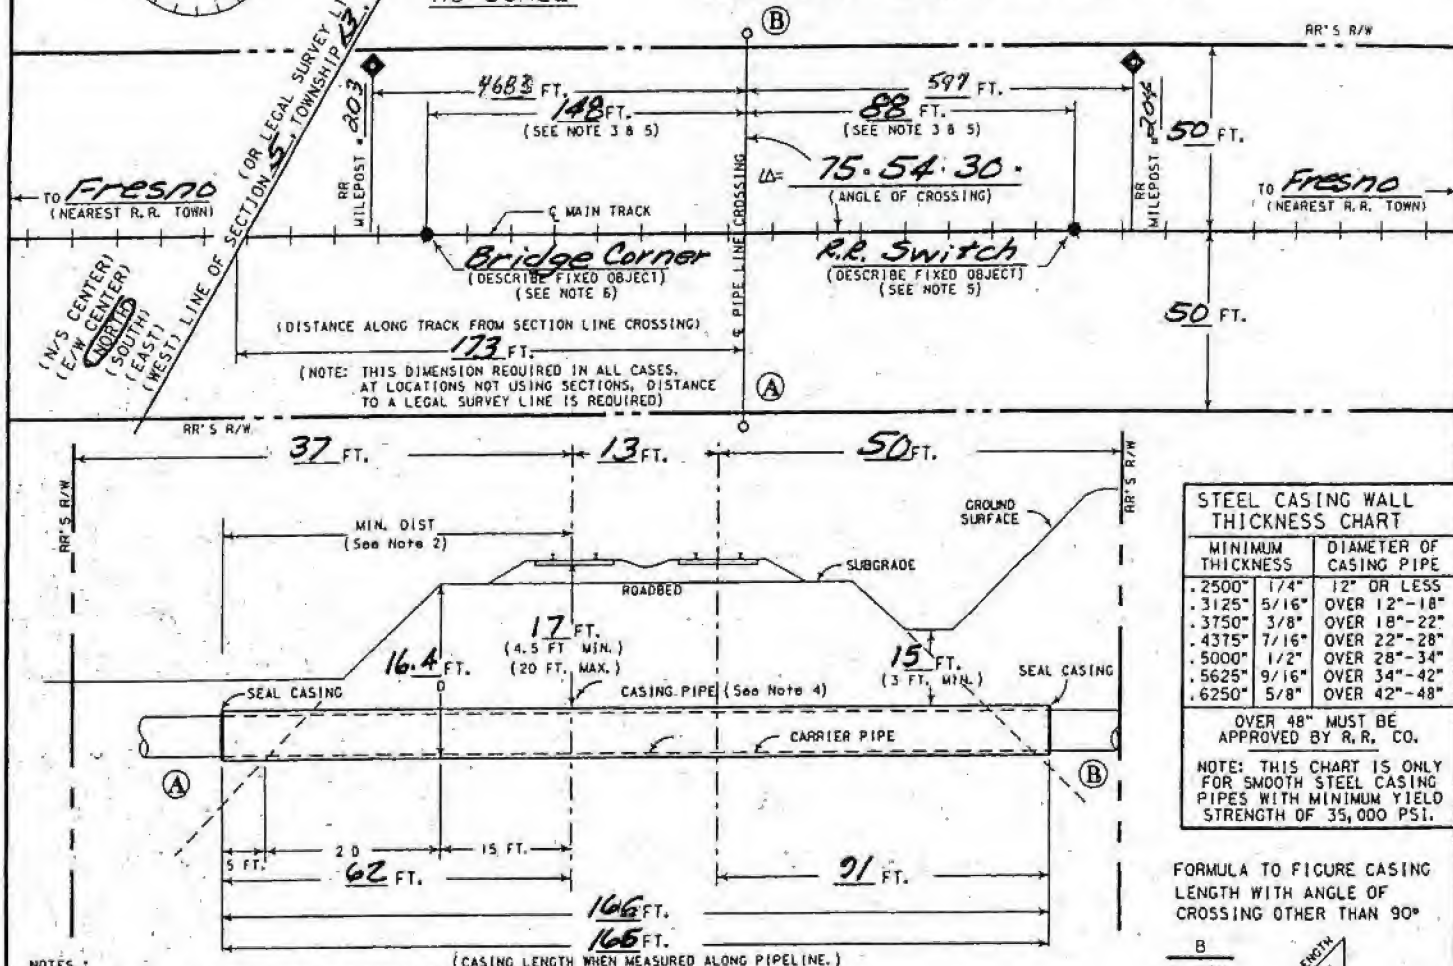 (OR LEGAL SURVEY
(WEST) LINE OF SECTION 5, TOWNSHIP 13.
B
RR'S R/W
4683 FT.
597 FT.
148 FT.
(SEE NOTE 3 & 5)
88 FT.
(SEE NOTE 3 & 5)
RR
MILEPOST 203
RR
MILEPOST 204
50 FT.
75.54.30.
(ANGLE OF CROSSING)
TO Fresno
(NEAREST R.R. TOWN)
TO Fresno
(NEAREST R.R. TOWN)
℄ MAIN TRACK
℄ PIPE LINE CROSSING
Bridge Corner
(DESCRIBE FIXED OBJECT)
(SEE NOTE 6)
R.R. Switch
(DESCRIBE FIXED OBJECT)
(SEE NOTE 5)
(N/S CENTER)
(E/W CENTER)
(NORTH)
(SOUTH)
(EAST)
50 FT.
(DISTANCE ALONG TRACK FROM SECTION LINE CROSSING)
173 FT.
(NOTE: THIS DIMENSION REQUIRED IN ALL CASES.
AT LOCATIONS NOT USING SECTIONS, DISTANCE
TO A LEGAL SURVEY LINE IS REQUIRED)
A
RR'S R/W
37 FT.
13 FT.
50 FT.
RR'S R/W
RR'S R/W
MIN. DIST
(See Note 2)
GROUND
SURFACE
SUBGRADE
ROADBED
17 FT.
(4.5 FT MIN.)
(20 FT. MAX.)
16.4 FT.
D
15 FT.
(3 FT. MIN.)
SEAL CASING
CASING PIPE (See Note 4)
SEAL CASING
CARRIER PIPE
A
B
5 FT.
2 D
15 FT.
62 FT.
91 FT.
166 FT.
165 FT.
(CASING LENGTH WHEN MEASURED ALONG PIPELINE.)
NOTES :
STEEL CASING WALL
THICKNESS CHART
MINIMUM THICKNESS DIAMETER OF CASING PIPE
.2500" 1/4" 12" OR LESS
.3125" 5/16" OVER 12"-18"
.3750" 3/8" OVER 18"-22"
.4375" 7/16" OVER 22"-28"
.5000" 1/2" OVER 28"-34"
.5625" 9/16" OVER 34"-42"
.6250" 5/8" OVER 42"-48"
OVER 48" MUST BE
APPROVED BY R.R. CO.
NOTE: THIS CHART IS ONLY
FOR SMOOTH STEEL CASING
PIPES WITH MINIMUM YIELD
STRENGTH OF 35,000 PSI.
FORMULA TO FIGURE CASING
LENGTH WITH ANGLE OF
CROSSING OTHER THAN 90°
B